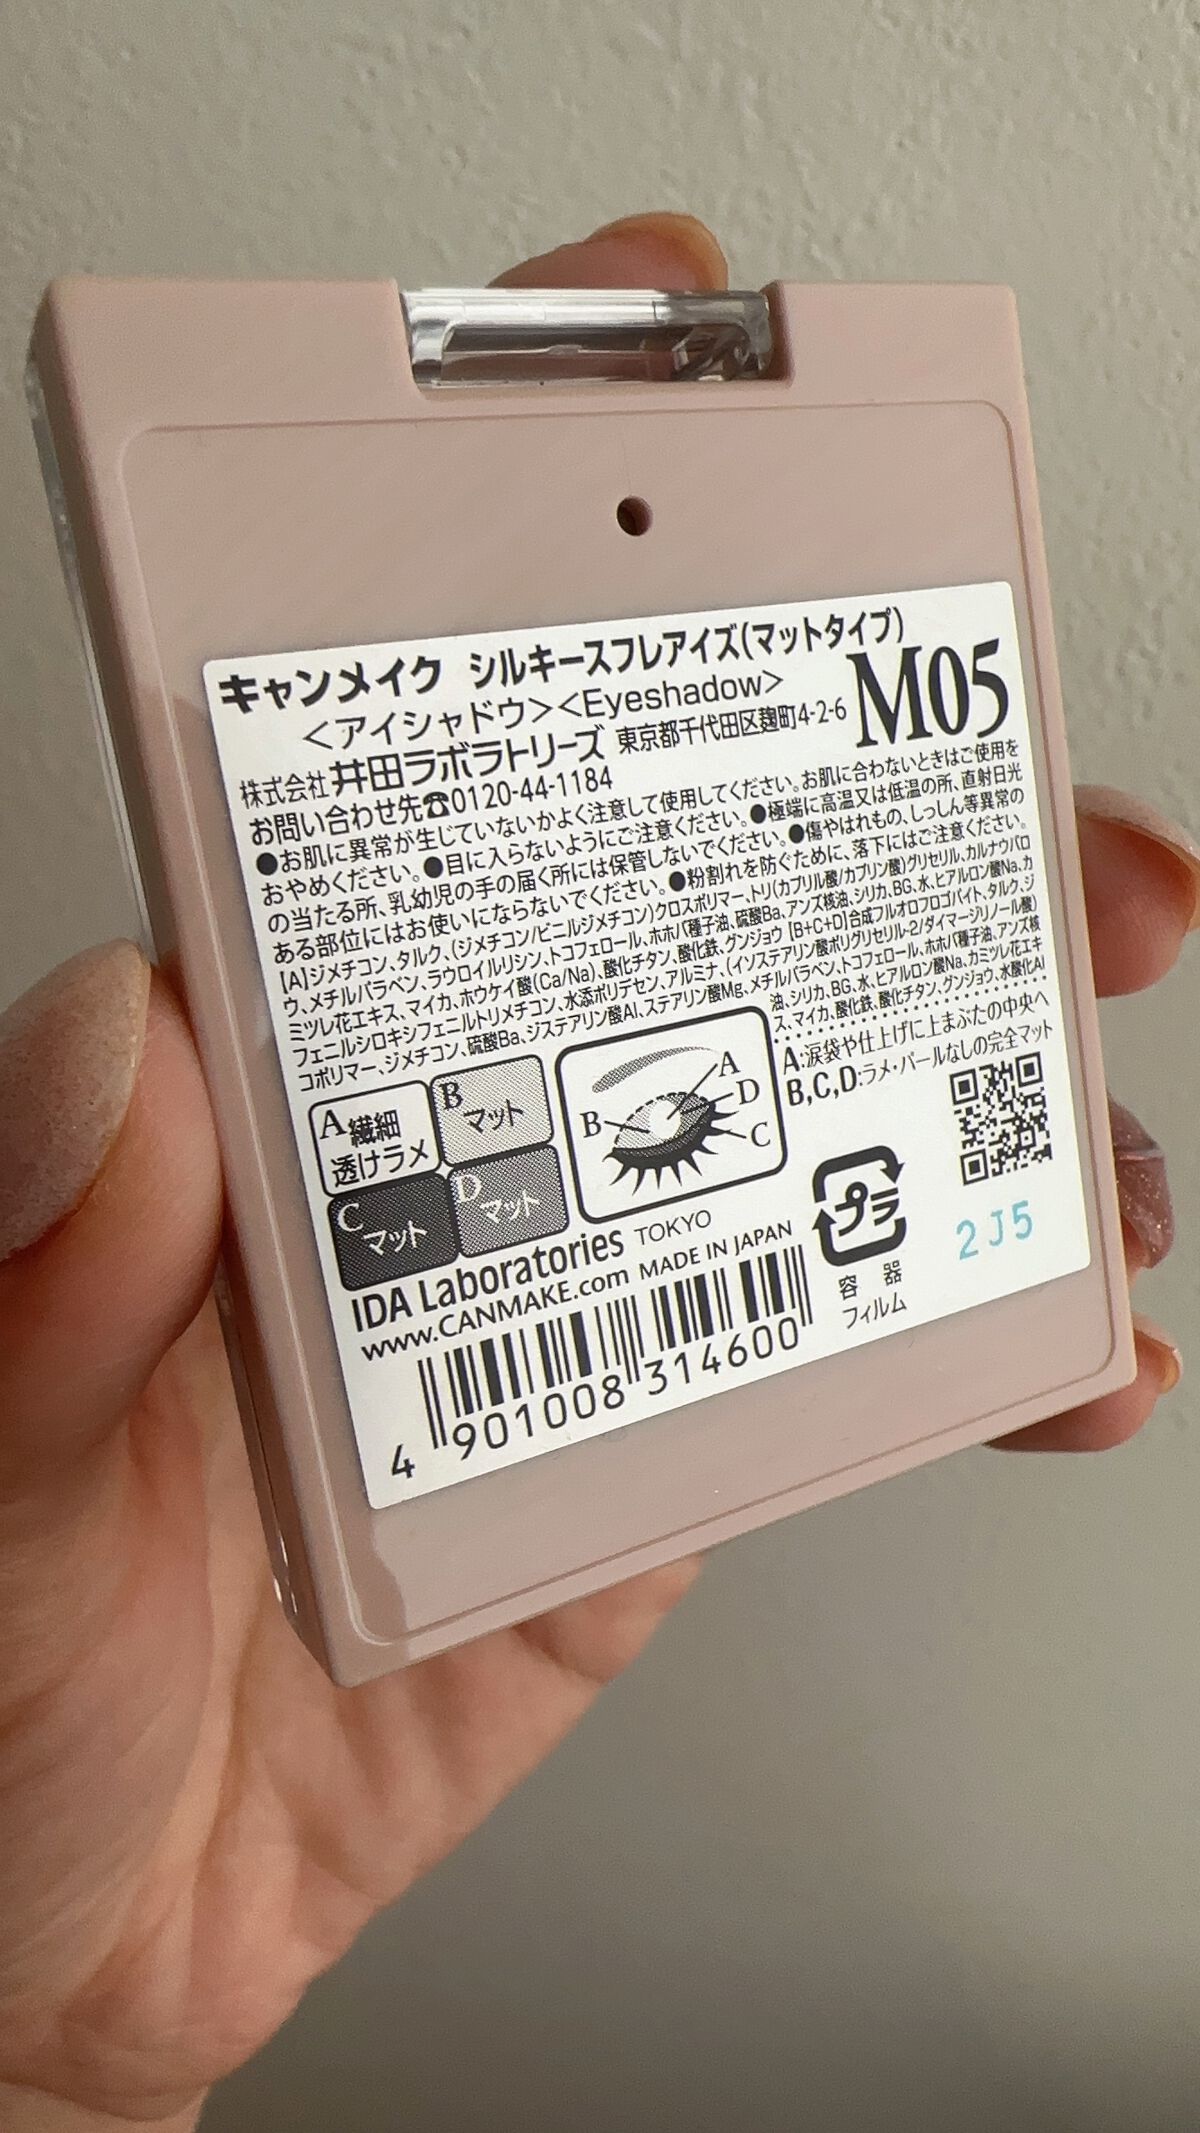 キャンメイク シルキースフレアイズ(マットタイプ)
<アイシャドウ><Eyeshadow>
M05
株式会社 井田ラボラトリーズ 東京都千代田区麹町4-2-6
お問い合わせ先☎0120-44-1184
●お肌に異常が生じていないかよく注意して使用してください。お肌に合わないときはご使用を
おやめください。●目に入らないようにご注意ください。●極端に高温又は低温の所、直射日光
の当たる所、乳幼児の手の届く所には保管しないでください。●傷やはれもの、しっしん等異常の
ある部位にはお使いにならないでください。●粉割れを防ぐために、落下にはご注意ください。
【A】ジメチコン、タルク、(ジメチコン/ビニルジメチコン)クロスポリマー、トリ(カプリル酸/カプリン酸)グリセリル、カルナウバロ
ウ、メチルパラベン、ラウロイルリシン、トコフェロール、ホホバ種子油、硫酸Ba、アンズ核油、シリカ、BG、水、ヒアルロン酸Na、カ
ミツレ花エキス、マイカ、ホウケイ酸(Ca/Na)、酸化チタン、酸化鉄、グンジョウ 【B+C+D】合成フルオロフロゴパイト、タルク、ジ
フェニルシロキシフェニルトリメチコン、水添ポリデセン、アルミナ、(イソステアリン酸ポリグリセリル-2/ダイマージリノール酸)
コポリマー、ジメチコン、硫酸Ba、ジステアリン酸Al、ステアリン酸Mg、メチルパラベン、トコフェロール、ホホバ種子油、アンズ核
油、シリカ、BG、水、ヒアルロン酸Na、カミツレ花エキ
ス、マイカ、酸化鉄、酸化チタン、グンジョウ、水酸化Al
A:涙袋や仕上げに上まぶたの中央へ
B,C,D:ラメ・パールなしの完全マット
A 繊細
透けラメ
B
マット
C
マット
D
マット
A
D
B
C
プラ
容 器
フィルム
2J5
IDA Laboratories TOKYO
www.CANMAKE.com MADE IN JAPAN
4 901008 314600